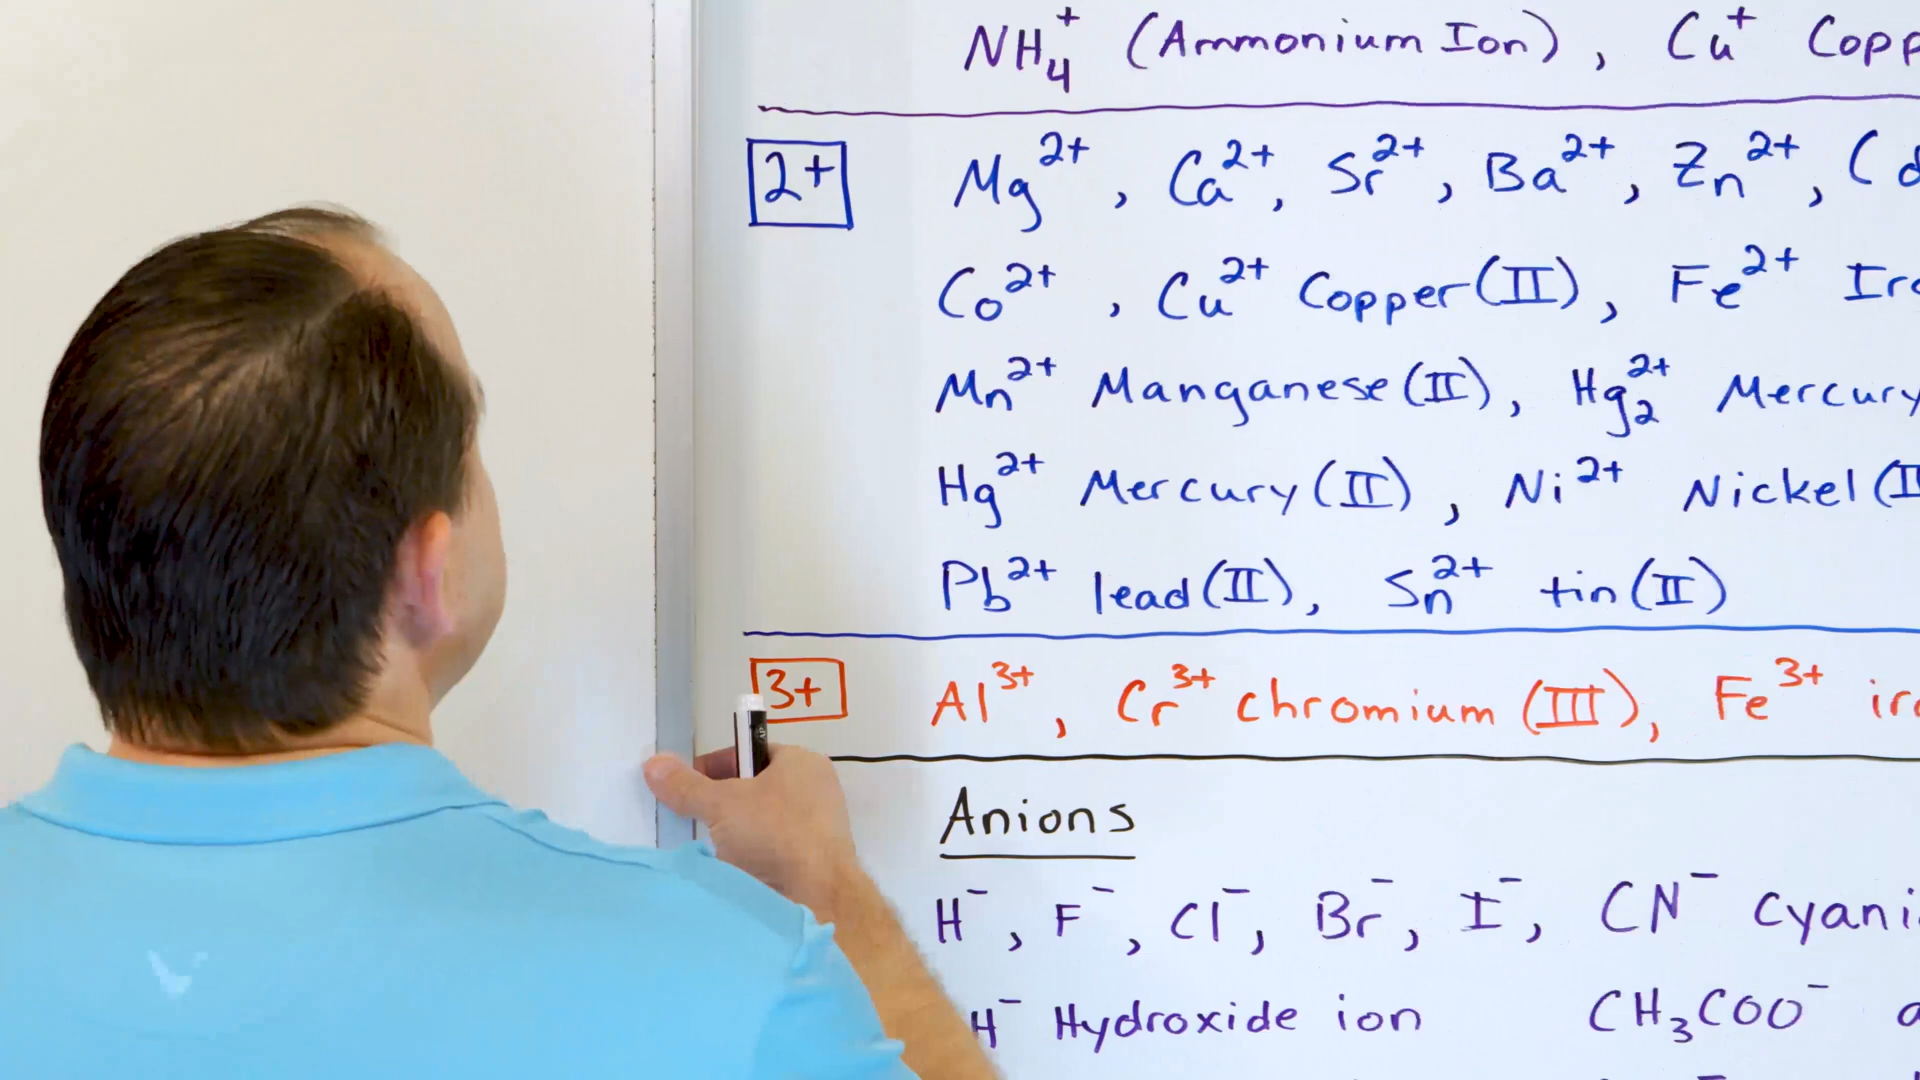 NH₄⁺ (Ammonium Ion), Cu⁺
2+ Mg²⁺, Ca²⁺, Sr²⁺, Ba²⁺, Zn²⁺,
Co²⁺, Cu²⁺ Copper(II), Fe²⁺
Mn²⁺ Manganese(II), Hg₂²⁺ Mercury
Hg²⁺ Mercury(II), Ni²⁺ Nickel(
Pb²⁺ lead(II), Sn²⁺ tin(II)
3+ Al³⁺, Cr³⁺ chromium (III), Fe³⁺
Anions
H⁻, F⁻, Cl⁻, Br⁻, I⁻, CN⁻
H⁻ Hydroxide ion CH₃COO⁻